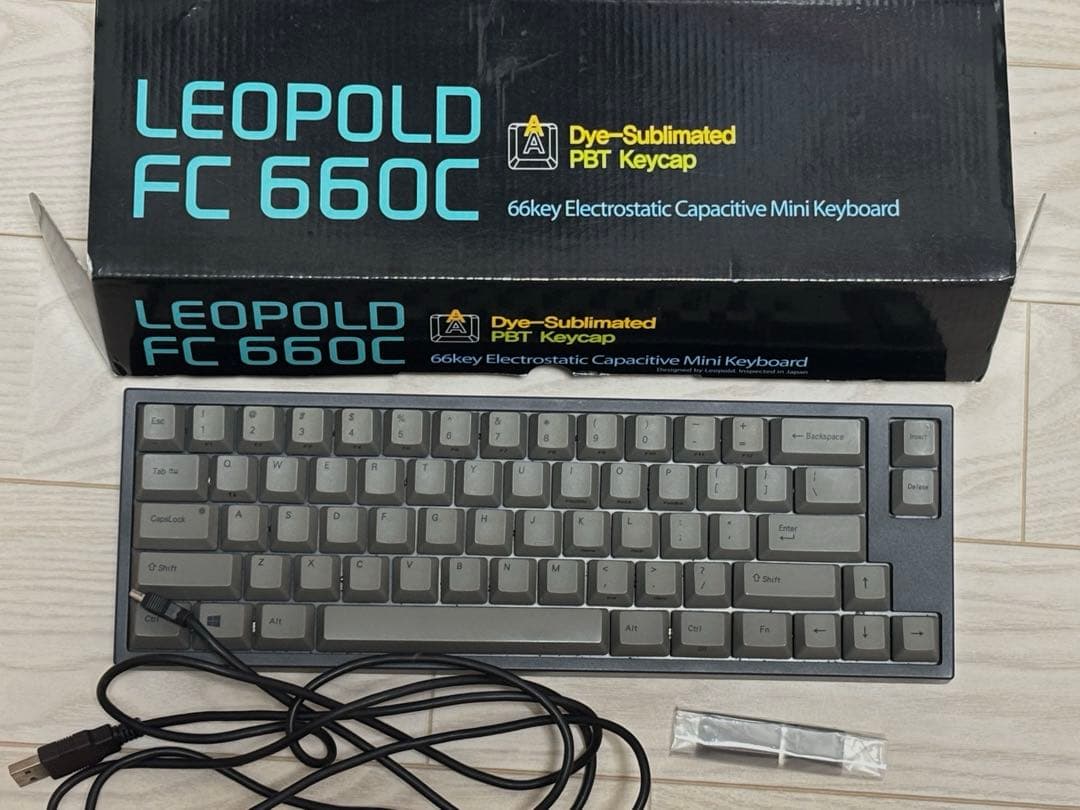 LEOPOLD
FC 660C
A
A
Dye-Sublimated
PBT Keycap
66key Electrostatic Capacitive Mini Keyboard
LEOPOLD
FC 660C
A
A
Dye-Sublimated
PBT Keycap
66key Electrostatic Capacitive Mini Keyboard
Designed by Leopold. Inspected in Japan
Esc ! 1 @ 2 # 3 $ 4 % 5 ^ 6 & 7 * 8 ( 9 ) 0 _ - + = ← Backspace Insert
Tab Q W E R T Y U I O P { [ } ] | \ Delete
CapsLock A S D F G H J K L : ; " ' Enter
⇧ Shift Z X C V B N M < , > . ? / ⇧ Shift ↑
Ctrl Alt Alt Ctrl Fn ← ↓ →